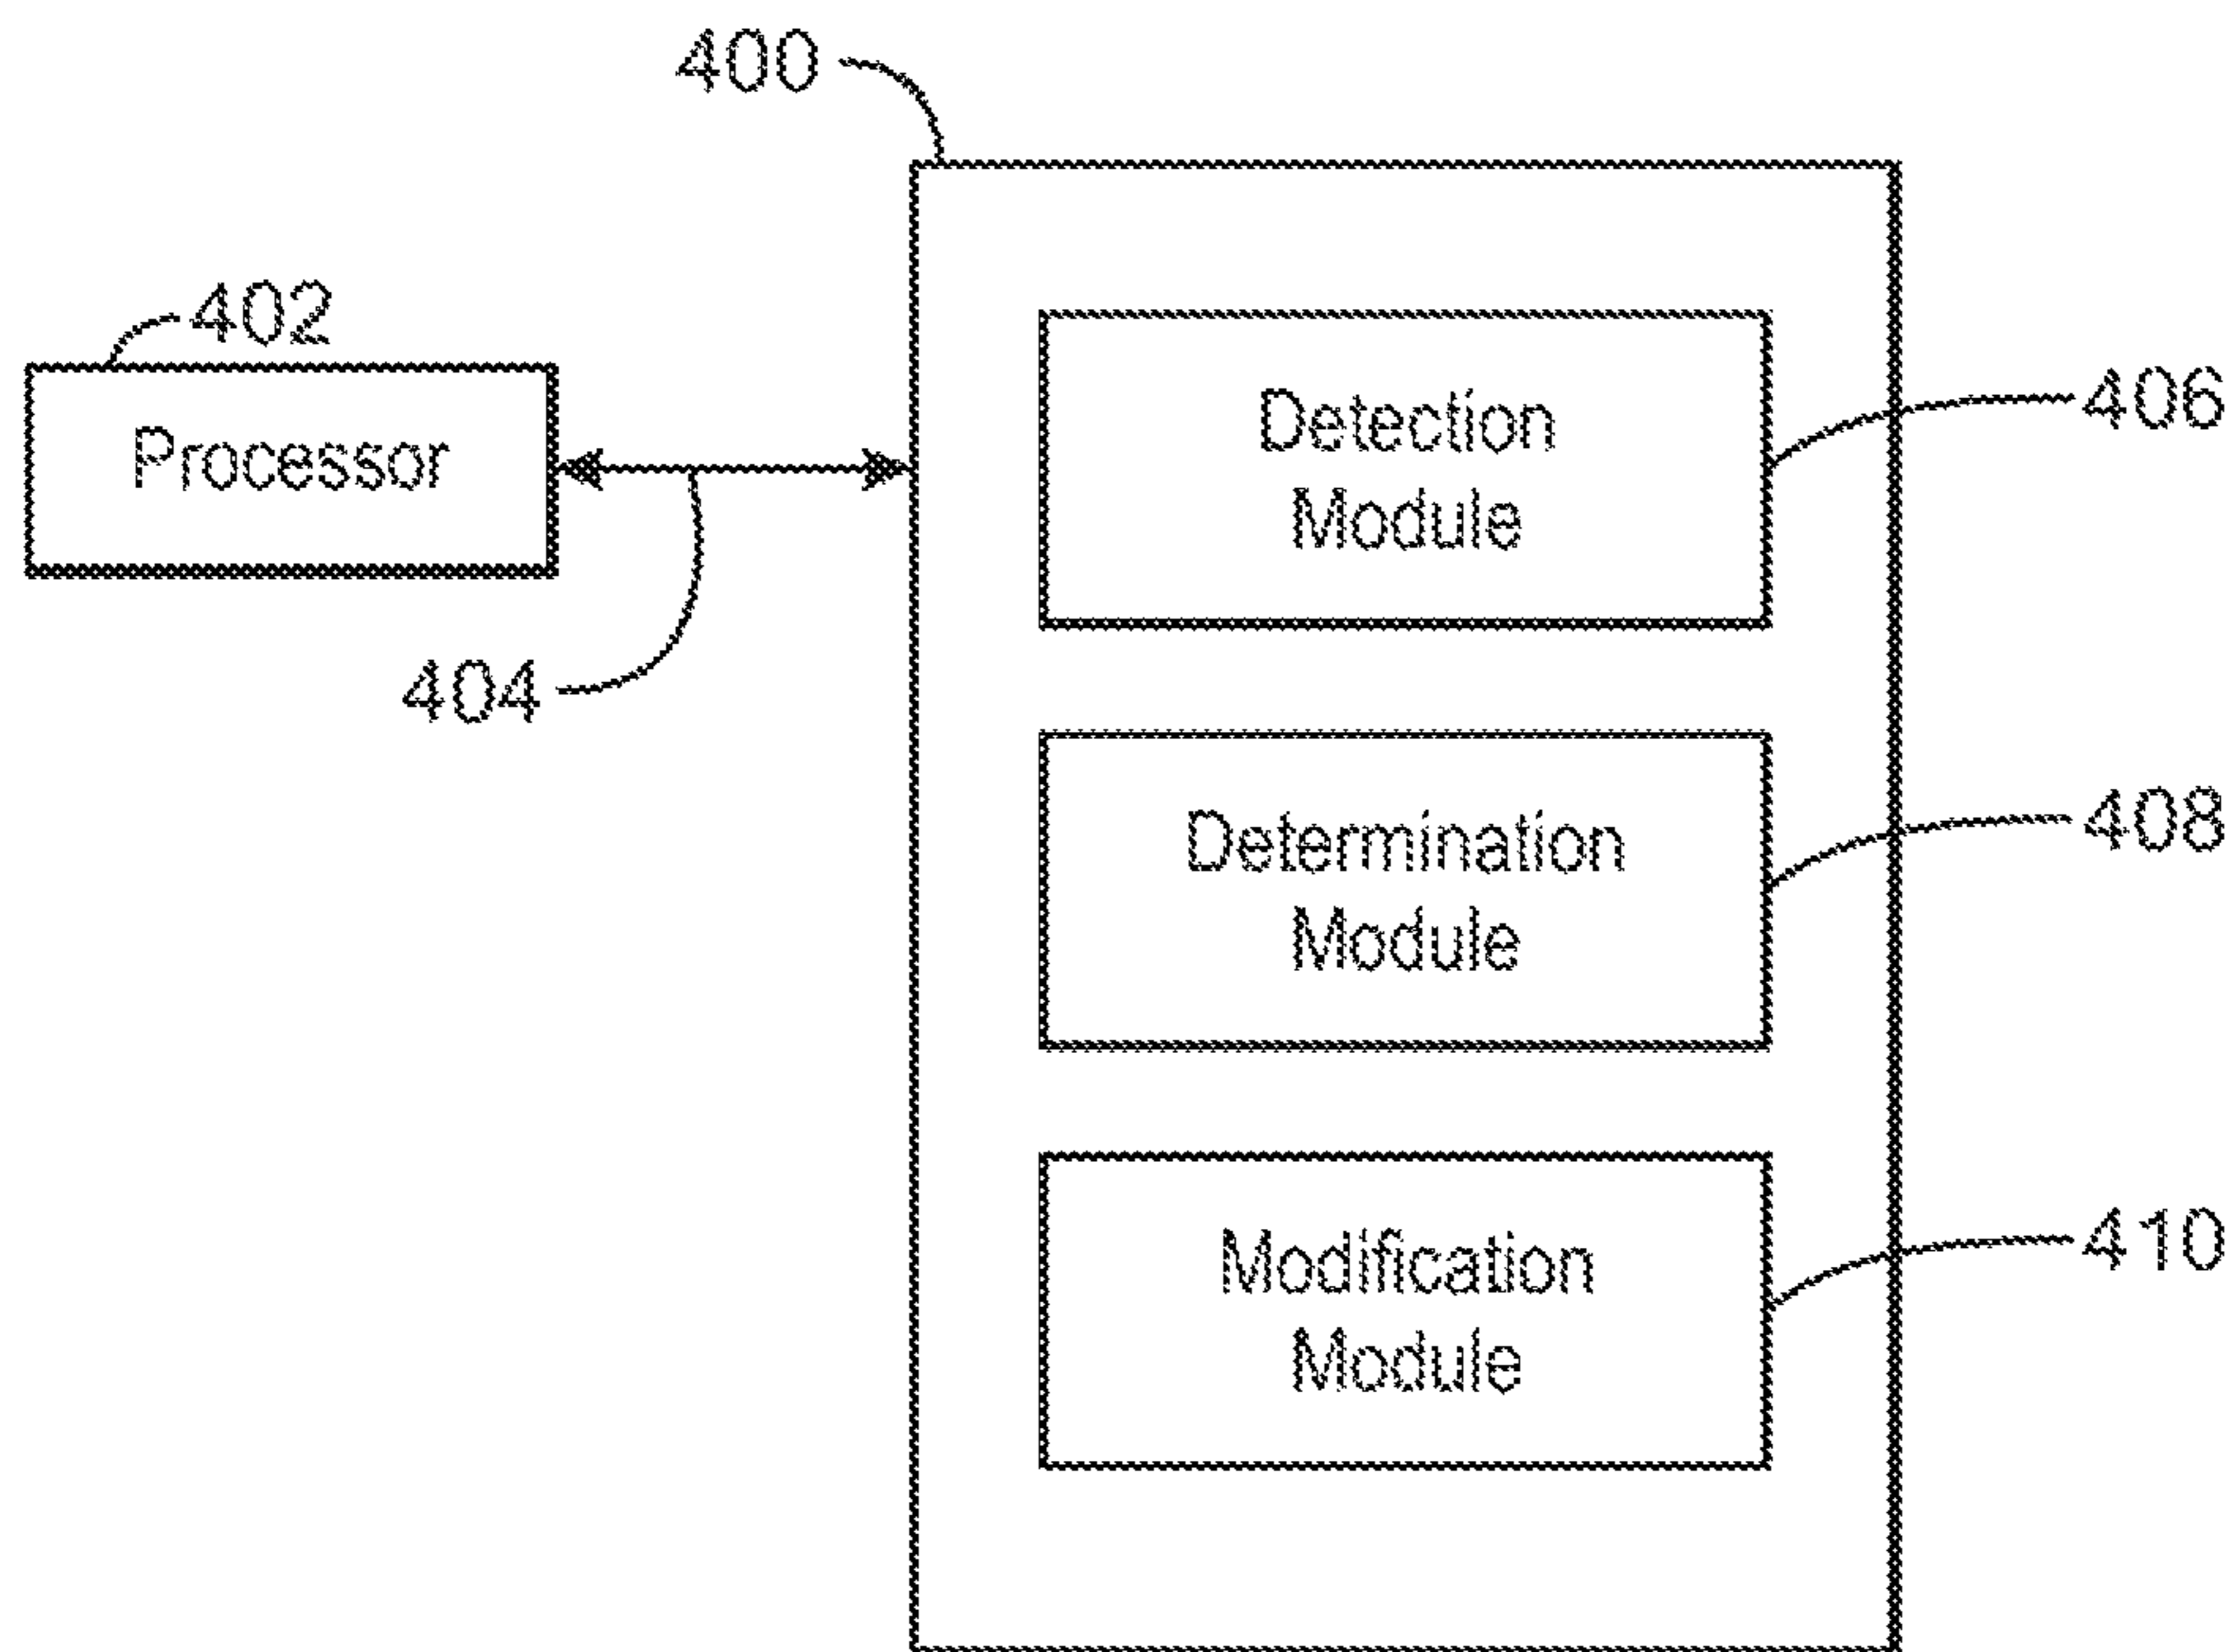 400
402
Processor
404
Detection
Module
406
Determination
Module
408
Modification
Module
410